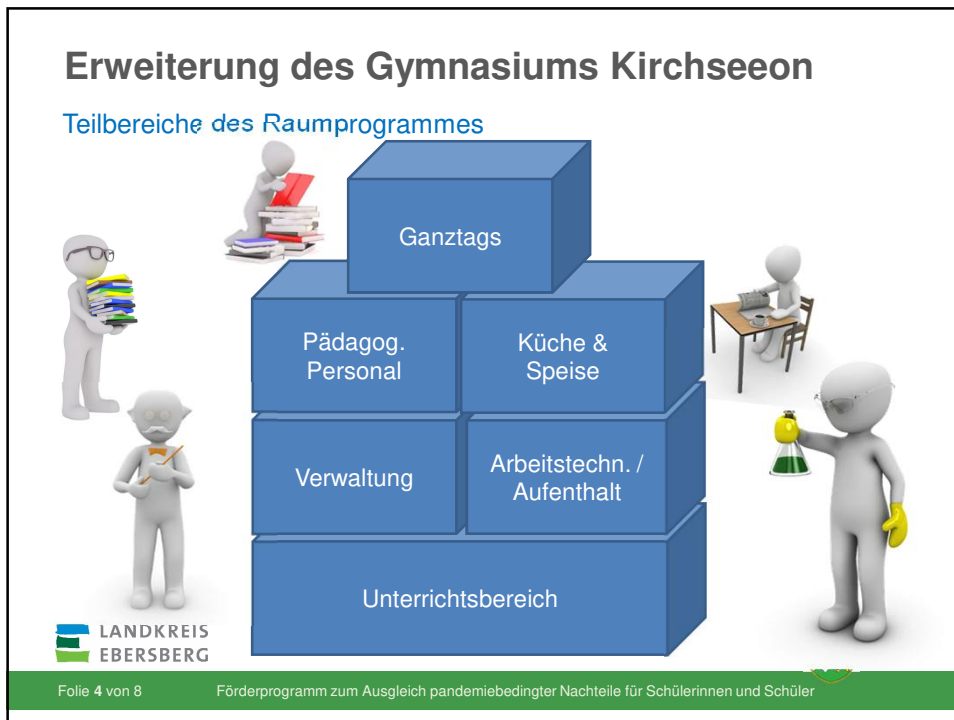 Erweiterung des Gymnasiums Kirchseeon
Teilbereiche des Raumprogrammes
Ganztags
Pädagog.
Personal
Küche &
Speise
Verwaltung
Arbeitstechn. /
Aufenthalt
Unterrichtsbereich
LANDKREIS
EBERSBERG
Folie 4 von 8
Förderprogramm zum Ausgleich pandemiebedingter Nachteile für Schülerinnen und Schüler